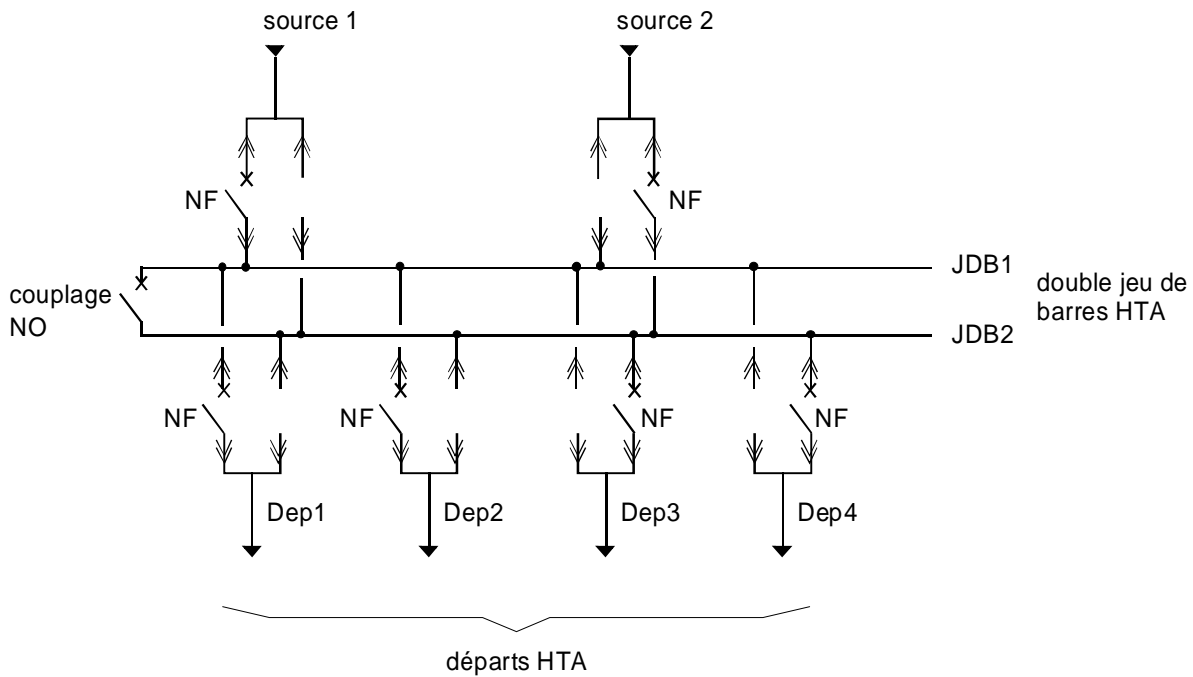 source 1
source 2
NF
NF
JDB1
couplage
NO
double jeu de
barres HTA
JDB2
NF
NF
NF
NF
Dep1
Dep2
Dep3
Dep4
départs HTA